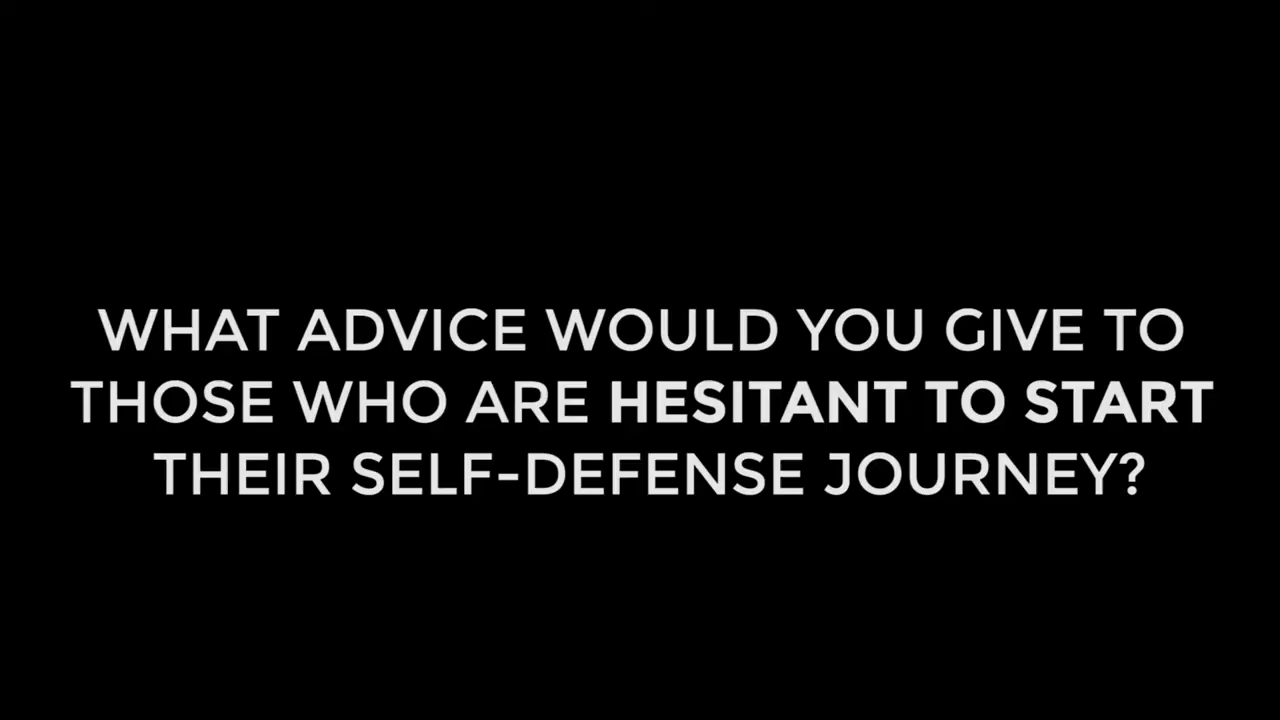 WHAT ADVICE WOULD YOU GIVE TO
THOSE WHO ARE HESITANT TO START
THEIR SELF-DEFENSE JOURNEY?